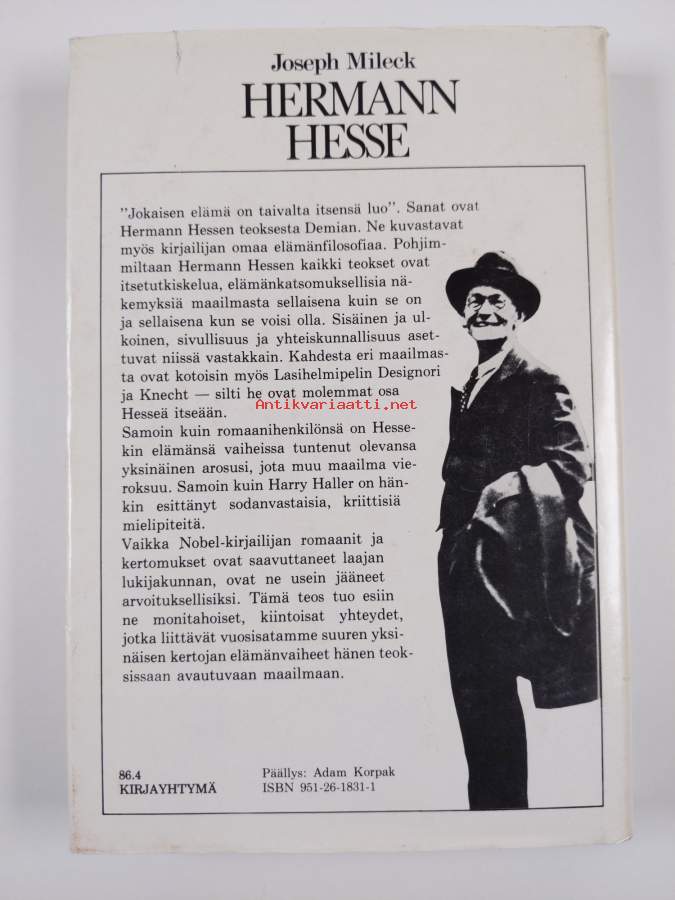 Joseph Mileck
HERMANN
HESSE
"Jokaisen elämä on taivalta itsensä luo". Sanat ovat
Hermann Hessen teoksesta Demian. Ne kuvastavat
myös kirjailijan omaa elämänfilosofiaa. Pohjim-
miltaan Hermann Hessen kaikki teokset ovat
itsetutkiskelua, elämänkatsomuksellisia nä-
kemyksiä maailmasta sellaisena kuin se on
ja sellaisena kun se voisi olla. Sisäinen ja ul-
koinen, sivullisuus ja yhteiskunnallisuus aset-
tuvat niissä vastakkain. Kahdesta eri maailmas-
ta ovat kotoisin myös Lasihelmipelin Designori
ja Knecht — silti he ovat molemmat osa
Hesseä itseään.
Antikvariaatti.net
Samoin kuin romaanihenkilönsä on Hesse-
kin elämänsä vaiheissa tuntenut olevansa
yksinäinen arosusi, jota muu maailma vie-
roksuu. Samoin kuin Harry Haller on hän-
kin esittänyt sodanvastaisia, kriittisiä
mielipiteitä.
Vaikka Nobel-kirjailijan romaanit ja
kertomukset ovat saavuttaneet laajan
lukijakunnan, ovat ne usein jääneet
arvoituksellisiksi. Tämä teos tuo esiin
ne monitahoiset, kiintoisat yhteydet,
jotka liittävät vuosisatamme suuren yksi-
näisen kertojan elämänvaiheet hänen teok-
sissaan avautuvaan maailmaan.
86.4
KIRJAYHTYMÄ
Päällys: Adam Korpak
ISBN 951-26-1831-1